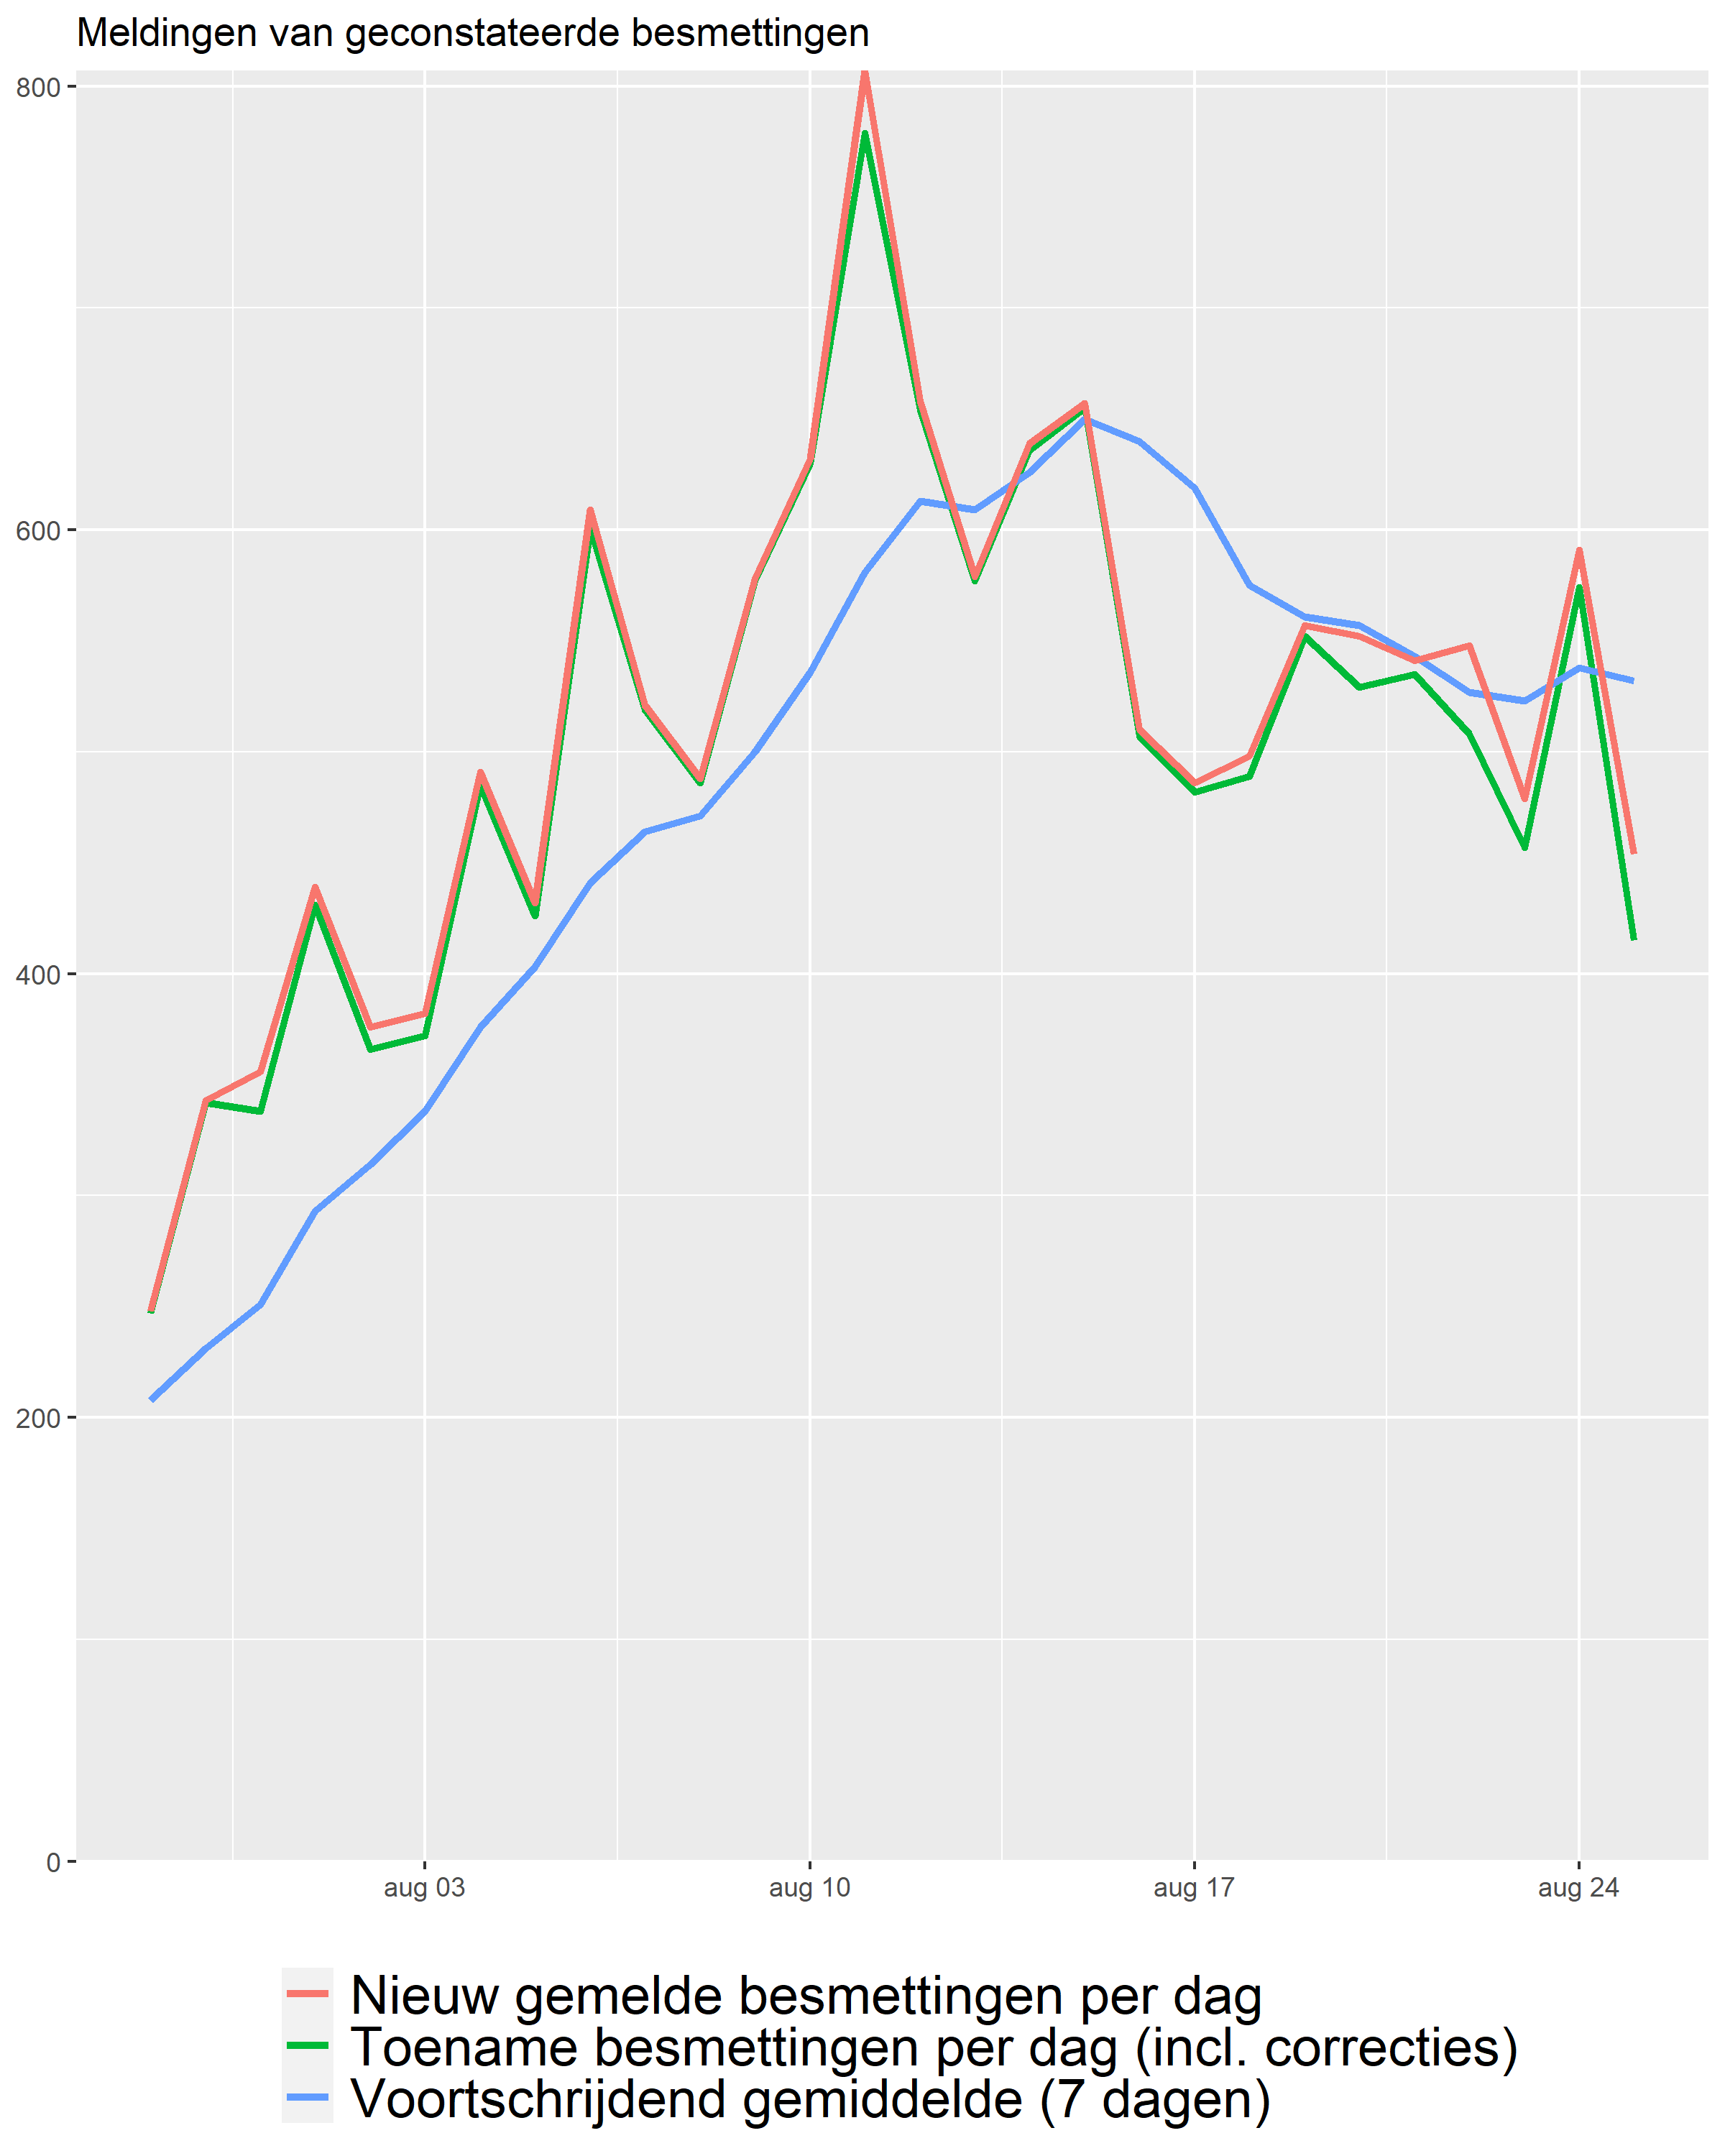 Meldingen van geconstateerde besmettingen
800
600
400
200
0
aug 03 aug 10 aug 17 aug 24
Nieuw gemelde besmettingen per dag
Toename besmettingen per dag (incl. correcties)
Voortschrijdend gemiddelde (7 dagen)